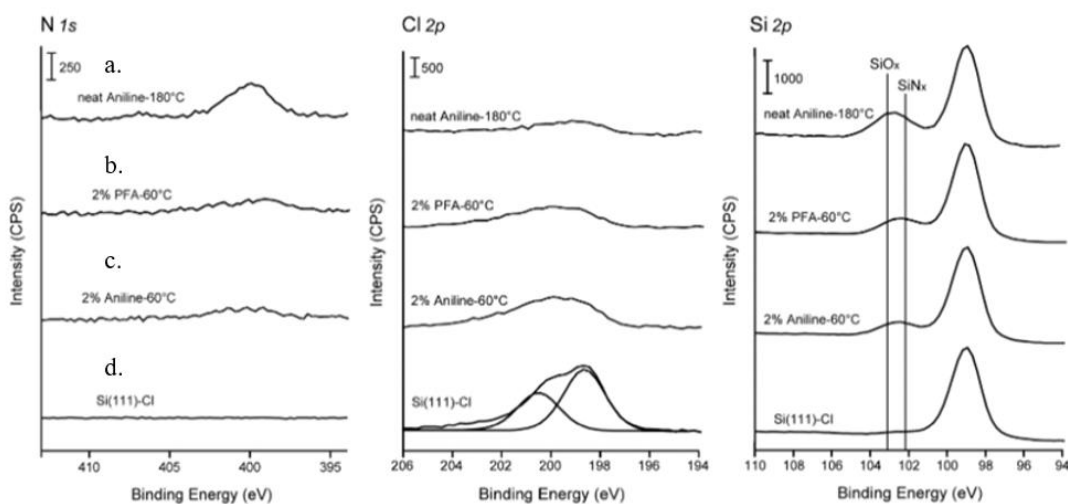 N 1s
250
a.
neat Aniline-180°C
b.
2% PFA-60°C
c.
2% Aniline-60°C
d.
Si(111)-Cl
Intensity (CPS)
410
405
400
395
Binding Energy (eV)
Cl 2p
500
neat Aniline-180°C
2% PFA-60°C
2% Aniline-60°C
Si(111)-Cl
Intensity (CPS)
206
204
202
200
198
196
194
Binding Energy (eV)
Si 2p
1000
SiOx
SiNx
neat Aniline-180°C
2% PFA-60°C
2% Aniline-60°C
Si(111)-Cl
Intensity (CPS)
110
108
106
104
102
100
98
96
94
Binding Energy (eV)